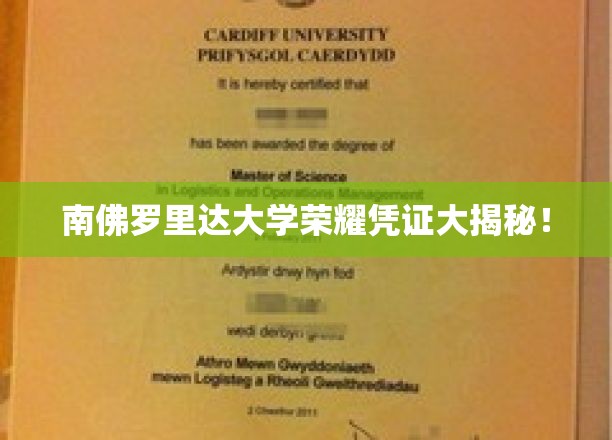 CARDIFF UNIVERSITY
PRIFYSGOL CAERDYDD
It is hereby certified that
has been awarded the degree of
Master of Science
in Logistics and Operations Management
南佛罗里达大学荣耀凭证大揭秘！
Ardystir drwy hyn fod
wedi derbyn
Athro Mewn Gwyddoniaeth
mewn Logisteg a Rheoli Gweithrediadau
2 Chwefror 2011